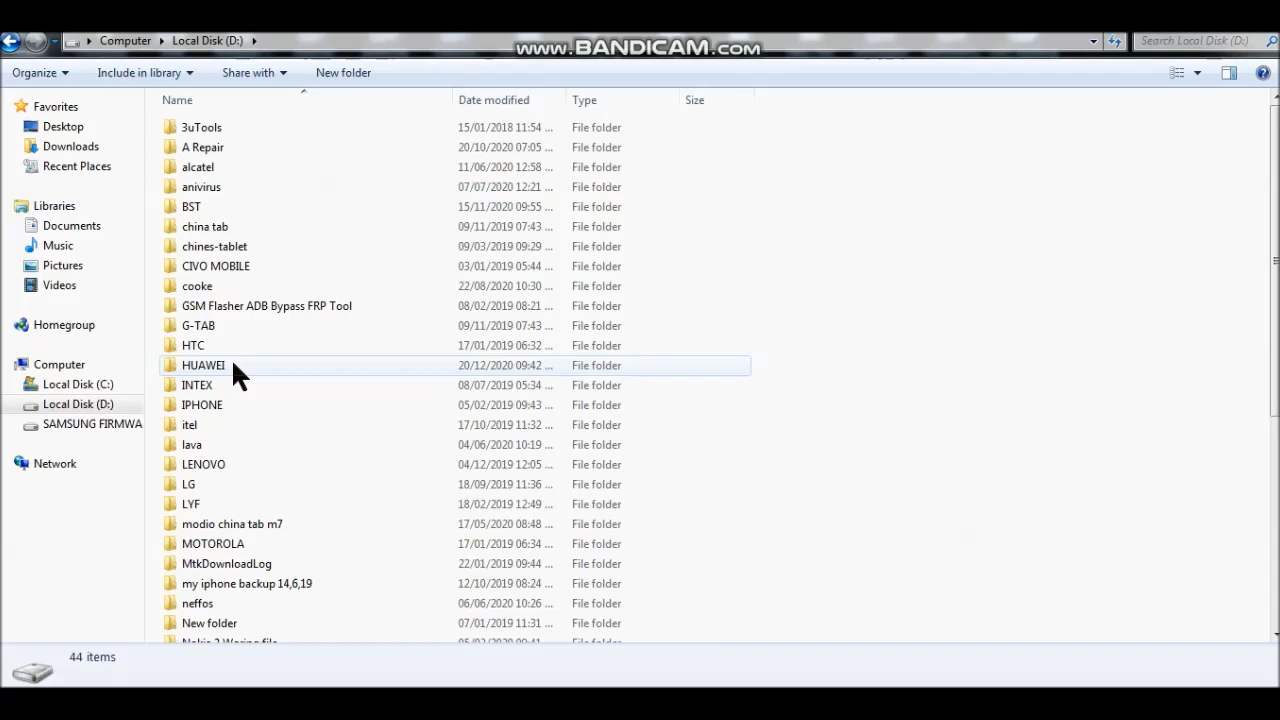 Computer Local Disk (D:) www.BANDICAM.com Search Local Disk (D:)
Organize Include in library Share with New folder
Name Date modified Type Size
Favorites
Desktop
Downloads
Recent Places
Libraries
Documents
Music
Pictures
Videos
Homegroup
Computer
Local Disk (C:)
Local Disk (D:)
SAMSUNG FIRMWA
Network
3uTools 15/01/2018 11:54 ... File folder
A Repair 20/10/2020 07:05 ... File folder
alcatel 11/06/2020 12:58 ... File folder
anivirus 07/07/2020 12:21 ... File folder
BST 15/11/2020 09:55 ... File folder
china tab 09/11/2019 07:43 ... File folder
chines-tablet 09/03/2019 09:29 ... File folder
CIVO MOBILE 03/01/2019 05:44 ... File folder
cooke 22/08/2020 10:30 ... File folder
GSM Flasher ADB Bypass FRP Tool 08/02/2019 08:21 ... File folder
G-TAB 09/11/2019 07:43 ... File folder
HTC 17/01/2019 06:32 ... File folder
HUAWEI 20/12/2020 09:42 ... File folder
INTEX 08/07/2019 05:34 ... File folder
IPHONE 05/02/2019 09:43 ... File folder
itel 17/10/2019 11:32 ... File folder
lava 04/06/2020 10:19 ... File folder
LENOVO 04/12/2019 12:05 ... File folder
LG 18/09/2019 11:36 ... File folder
LYF 18/02/2019 12:49 ... File folder
modio china tab m7 17/05/2020 08:48 ... File folder
MOTOROLA 17/01/2019 06:34 ... File folder
MtkDownloadLog 22/01/2019 09:44 ... File folder
my iphone backup 14,6,19 12/10/2019 08:24 ... File folder
neffos 06/06/2020 10:26 ... File folder
New folder 07/01/2019 11:31 ... File folder
44 items